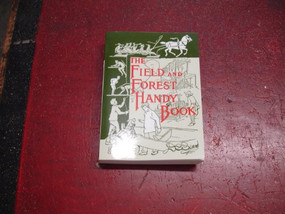 THE
FIELD AND
FOREST
HANDY
BOOK